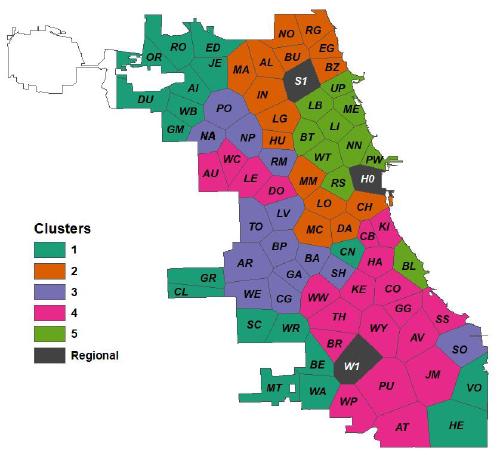 NO RG
EG
RO ED
OR JE
AL BU
BZ
MA
S1
AI
IN
UP
DU
WB
PO
LB
ME
LG
LI
GM
NA
NP
HU
BT
NN
WC
RM
WT
PW
AU
LE
MM
RS
H0
DO
LO
CH
LV
TO
MC
DA
KI
CB
BP
CN
BA
HA
BL
AR
SH
GA
GR
CL
WE
CG
WW
KE
CO
GG
TH
SS
SC
WR
WY
AV
BR
SO
BE
W1
JM
MT
WA
PU
VO
WP
AT
HE
Clusters
1
2
3
4
5
Regional